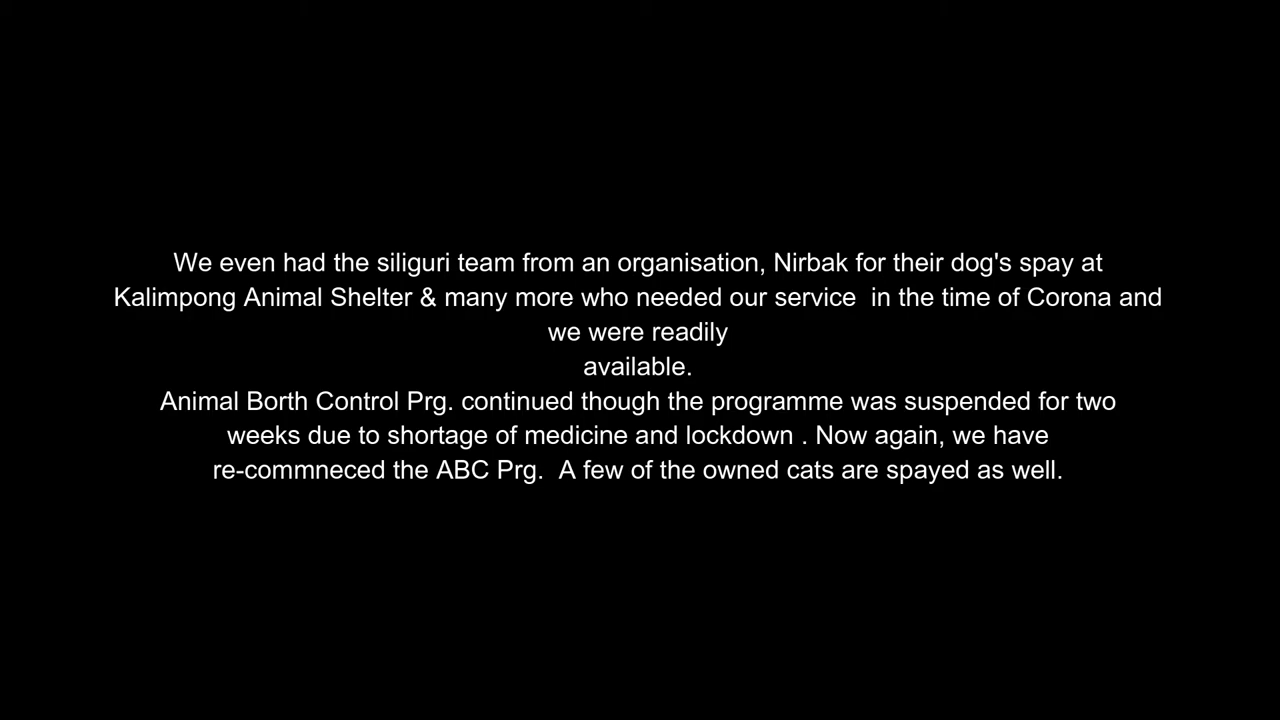 We even had the siliguri team from an organisation, Nirbak for their dog's spay at
Kalimpong Animal Shelter & many more who needed our service  in the time of Corona and
we were readily
available.
Animal Borth Control Prg. continued though the programme was suspended for two
weeks due to shortage of medicine and lockdown . Now again, we have
re-commneced the ABC Prg.  A few of the owned cats are spayed as well.